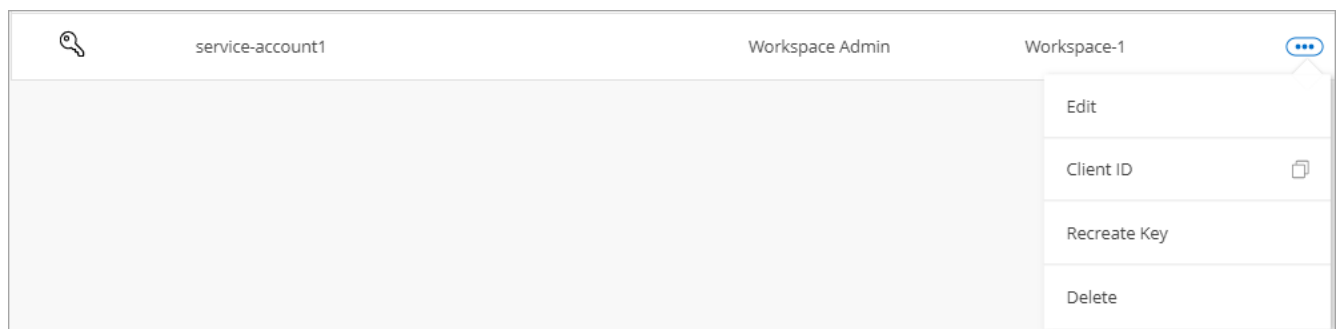 service-account1 Workspace Admin Workspace-1
Edit
Client ID
Recreate Key
Delete